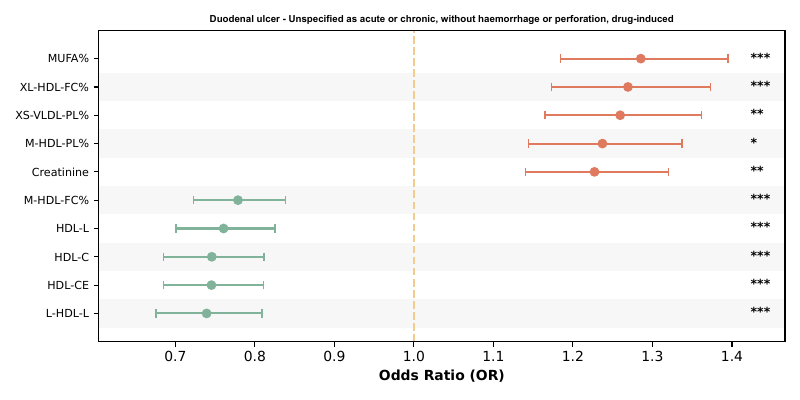 Duodenal ulcer - Unspecified as acute or chronic, without haemorrhage or perforation, drug-induced
MUFA% ***
XL-HDL-FC% ***
XS-VLDL-PL% **
M-HDL-PL% *
Creatinine **
M-HDL-FC% ***
HDL-L ***
HDL-C ***
HDL-CE ***
L-HDL-L ***
0.7 0.8 0.9 1.0 1.1 1.2 1.3 1.4
Odds Ratio (OR)